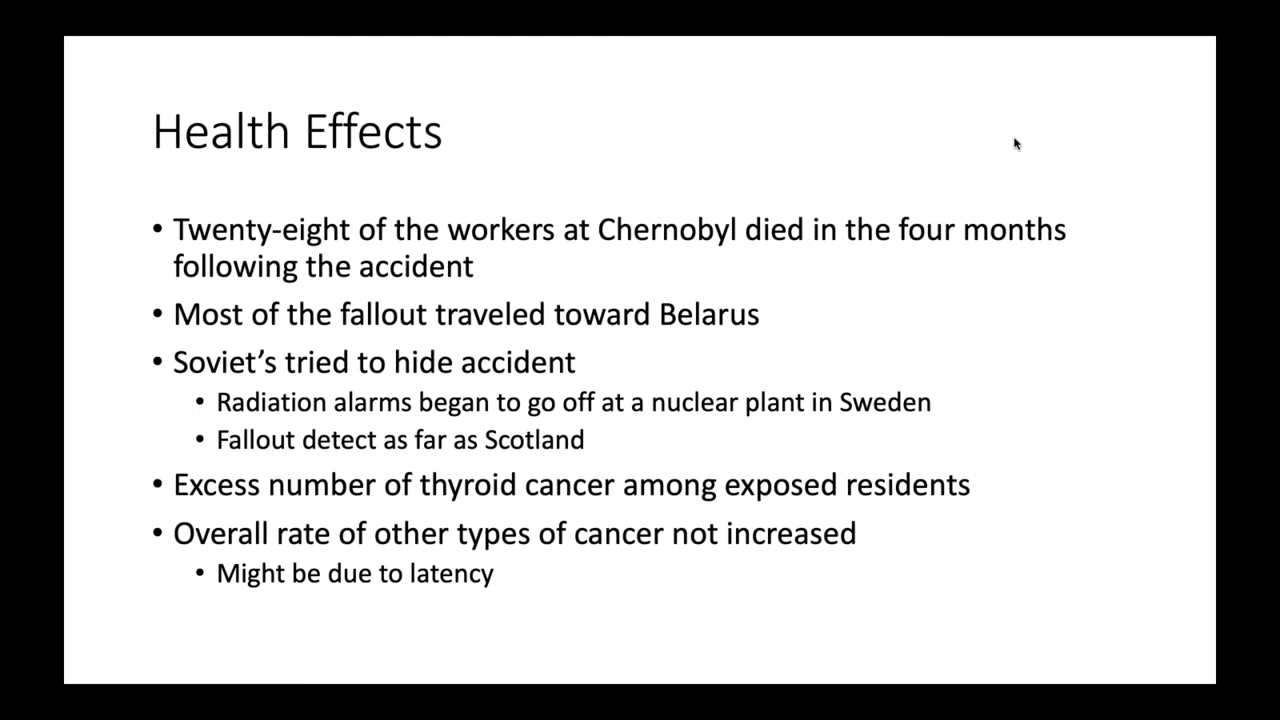 Health Effects
• Twenty-eight of the workers at Chernobyl died in the four months
following the accident
• Most of the fallout traveled toward Belarus
• Soviet's tried to hide accident
• Radiation alarms began to go off at a nuclear plant in Sweden
• Fallout detect as far as Scotland
• Excess number of thyroid cancer among exposed residents
• Overall rate of other types of cancer not increased
• Might be due to latency